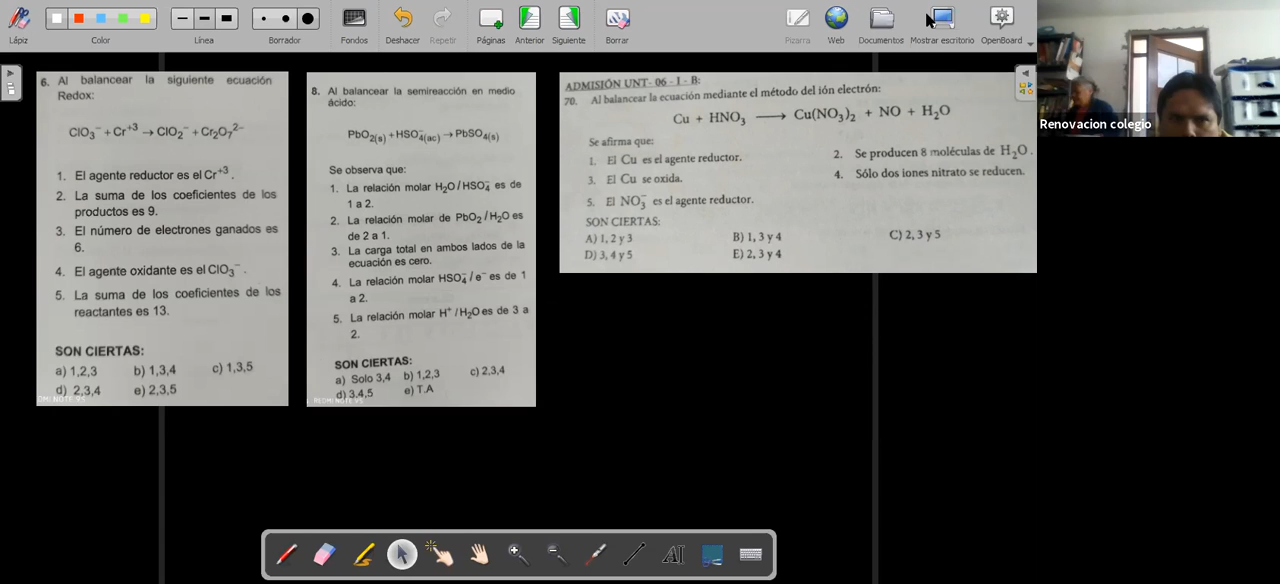 Lápiz
Color
Línea
Borrador
Fondos
Deshacer
Repetir
Páginas
Anterior
Siguiente
Borrar
Pizarra
Web
Documentos
Mostrar escritorio
OpenBoard
Renovacion colegio
6. Al balancear la siguiente ecuación
Redox:
ClO₃⁻ + Cr⁺³ → ClO₂⁻ + Cr₂O₇²⁻
1. El agente reductor es el Cr⁺³ .
2. La suma de los coeficientes de los
productos es 9.
3. El número de electrones ganados es
6.
4. El agente oxidante es el ClO₃⁻ .
5. La suma de los coeficientes de los
reactantes es 13.
SON CIERTAS:
a) 1,2,3 b) 1,3,4 c) 1,3,5
d) 2,3,4 e) 2,3,5
8. Al balancear la semireacción en medio
ácido:
PbO₂₍ₛ₎ + HSO₄⁻(ac) → PbSO₄₍ₛ₎
Se observa que:
1. La relación molar H₂O/HSO₄⁻ es de
1 a 2.
2. La relación molar de PbO₂/H₂O es
de 2 a 1.
3. La carga total en ambos lados de la
ecuación es cero.
4. La relación molar HSO₄⁻/e⁻ es de 1
a 2.
5. La relación molar H⁺/H₂O es de 3 a
2.
SON CIERTAS:
a) Solo 3,4 b) 1,2,3 c) 2,3,4
d) 3,4,5 e) T.A
REDMI NOTE 9S
ADMISIÓN UNT- 06 - I - B:
70. Al balancear la ecuación mediante el método del ión electrón:
Cu + HNO₃ ⟶ Cu(NO₃)₂ + NO + H₂O
Se afirma que:
1. El Cu es el agente reductor. 2. Se producen 8 moléculas de H₂O .
3. El Cu se oxida. 4. Sólo dos iones nitrato se reducen.
5. El NO₃⁻ es el agente reductor.
SON CIERTAS:
A) 1, 2 y 3 B) 1, 3 y 4 C) 2, 3 y 5
D) 3, 4 y 5 E) 2, 3 y 4
AI